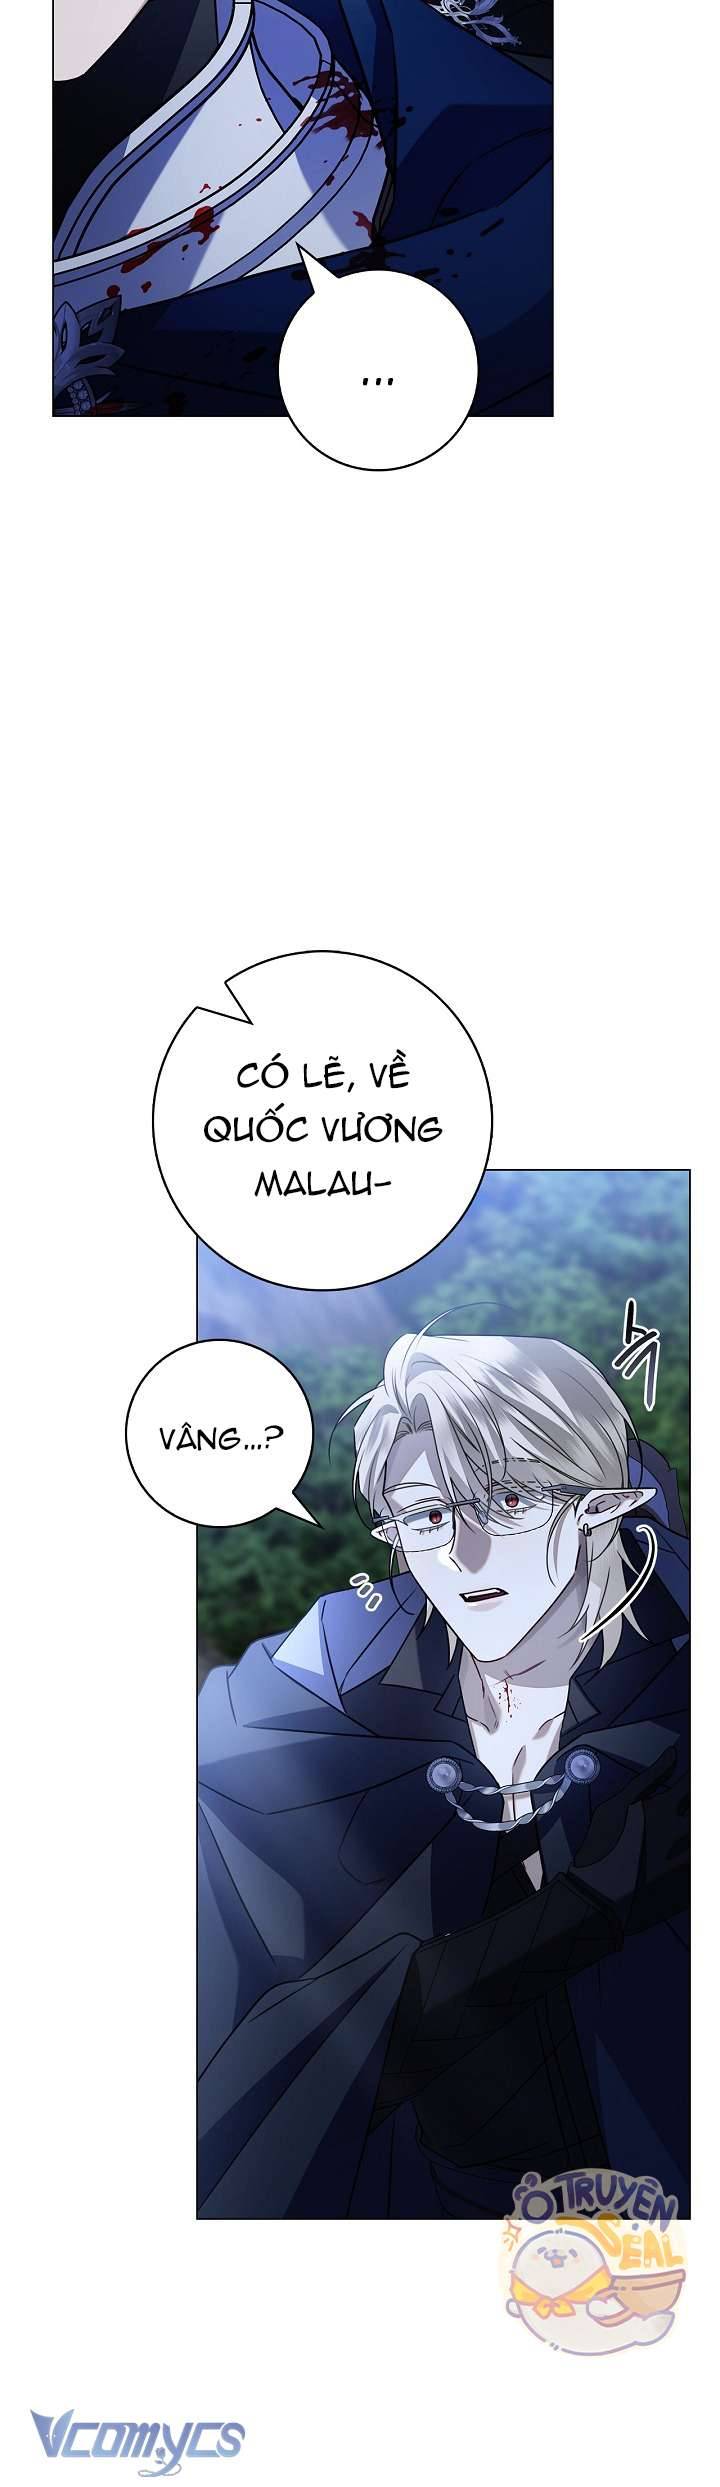 ...
CÓ LẼ, VỀ
QUỐC VƯƠNG
MALAU-
VÂNG...?
Ổ TRUYỆN
SEAL
Vcomycs